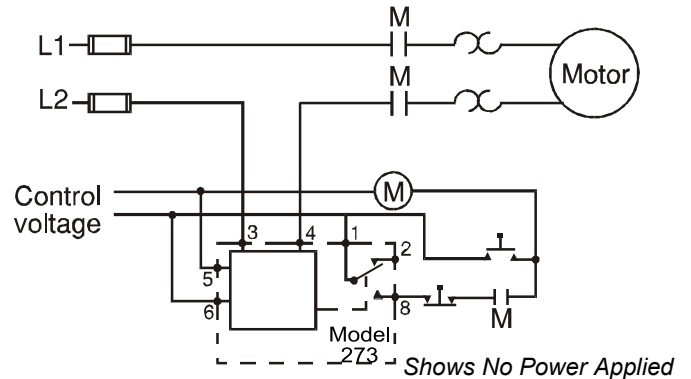 M
L1
M
Motor
L2
Control
voltage
M
3
4
1
2
5
6
8
M
Model
273
Shows No Power Applied